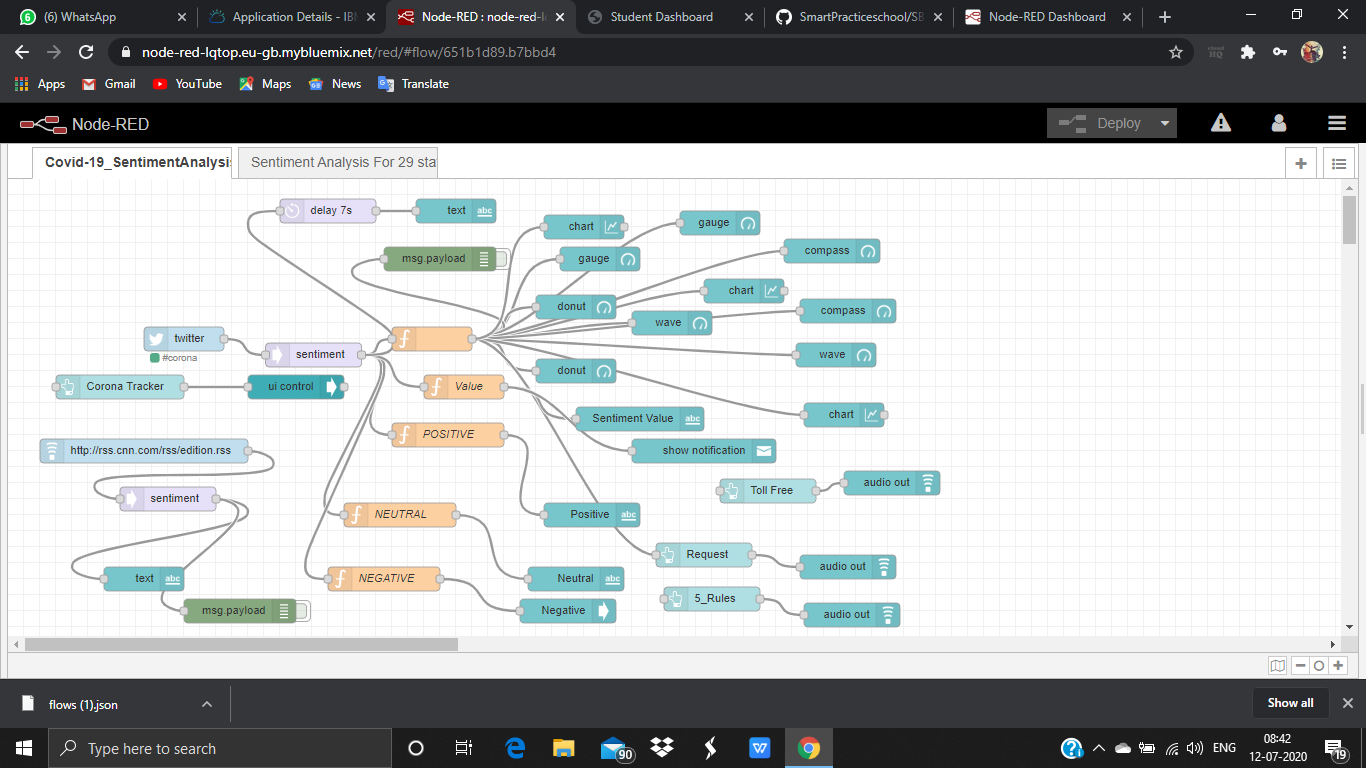 (6) WhatsApp
Application Details - IBM
Node-RED : node-red-l
Student Dashboard
SmartPracticeschool/SB
Node-RED Dashboard
node-red-lqtop.eu-gb.mybluemix.net/red/#flow/651b1d89.b7bbd4
Apps
Gmail
YouTube
Maps
News
Translate
Node-RED
Deploy
Covid-19_SentimentAnalysis
Sentiment Analysis For 29 sta
delay 7s
text
abc
chart
gauge
msg.payload
gauge
compass
chart
donut
compass
wave
twitter
#corona
sentiment
wave
donut
Corona Tracker
ui control
Value
chart
Sentiment Value
abc
POSITIVE
show notification
http://rss.cnn.com/rss/edition.rss
Toll Free
audio out
sentiment
NEUTRAL
Positive
abc
Request
audio out
text
abc
NEGATIVE
Neutral
abc
5_Rules
msg.payload
Negative
audio out
flows (1).json
Show all
Type here to search
90
ENG
08:42
12-07-2020
19